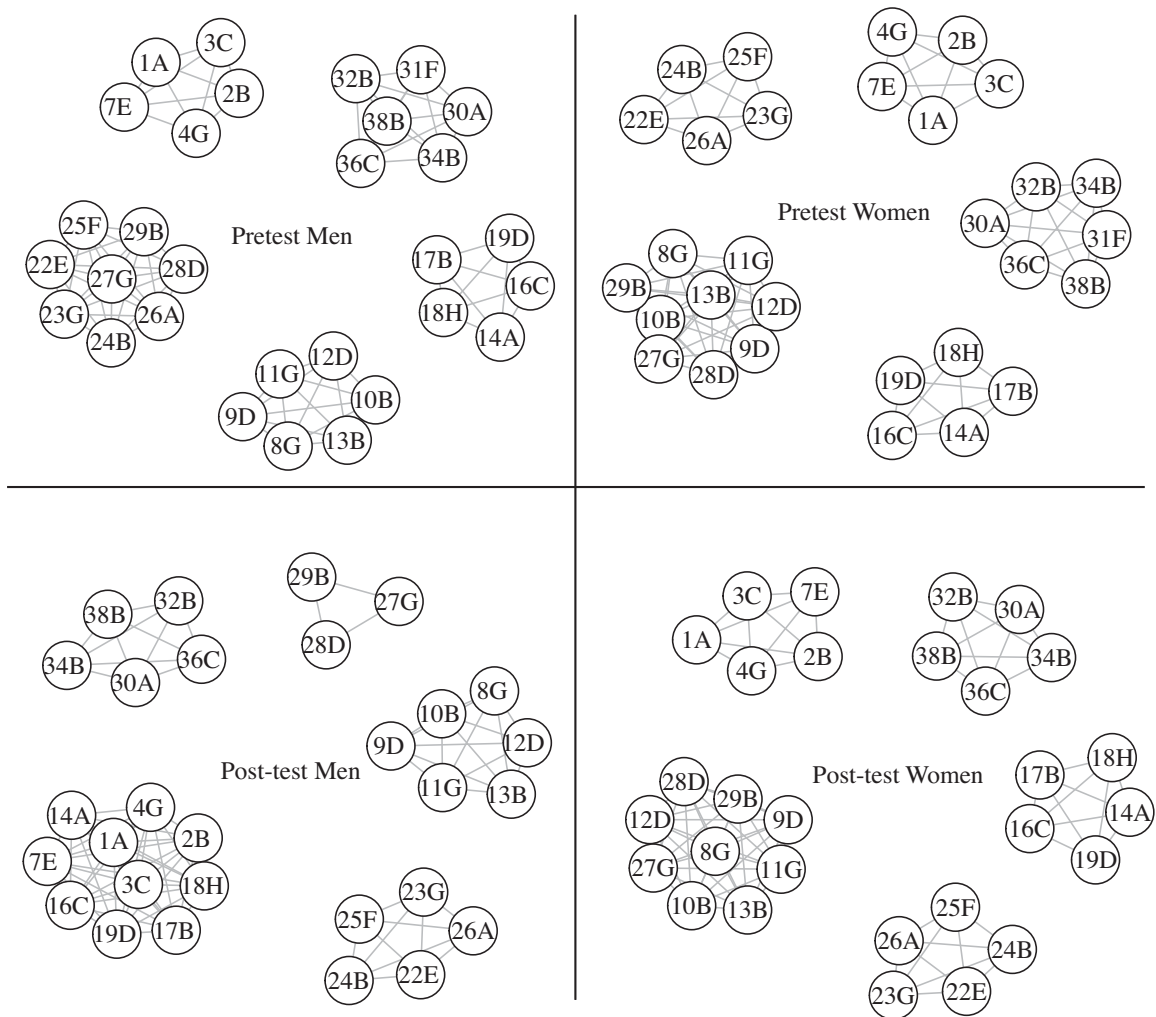 3C
1A
2B
7E
4G
31F
32B
30A
38B
34B
36C
25F
29B
22E
28D
27G
23G
26A
24B
Pretest Men
19D
17B
16C
18H
14A
12D
11G
10B
9D
13B
8G
25F
24B
23G
22E
26A
4G
2B
3C
7E
1A
34B
32B
30A
31F
36C
38B
Pretest Women
8G
11G
29B
13B
12D
10B
9D
27G
28D
18H
19D
17B
16C
14A
32B
38B
36C
34B
30A
29B
27G
28D
8G
10B
12D
9D
11G
13B
Post-test Men
4G
14A
1A
2B
7E
3C
18H
16C
17B
19D
23G
25F
26A
22E
24B
7E
3C
1A
2B
4G
32B
30A
38B
34B
36C
Post-test Women
18H
17B
14A
16C
19D
28D
29B
12D
9D
8G
27G
11G
10B
13B
25F
26A
24B
22E
23G